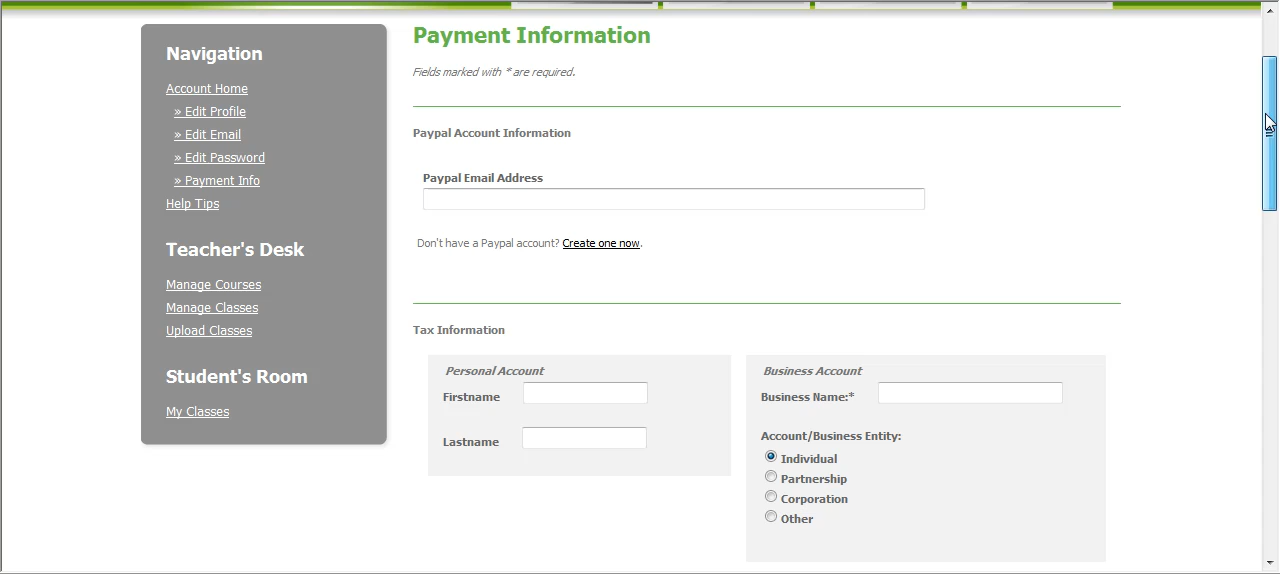 Navigation
Account Home
» Edit Profile
» Edit Email
» Edit Password
» Payment Info
Help Tips
Teacher's Desk
Manage Courses
Manage Classes
Upload Classes
Student's Room
My Classes
Payment Information
Fields marked with * are required.
Paypal Account Information
Paypal Email Address
Don't have a Paypal account? Create one now.
Tax Information
Personal Account
Firstname
Lastname
Business Account
Business Name:*
Account/Business Entity:
Individual
Partnership
Corporation
Other